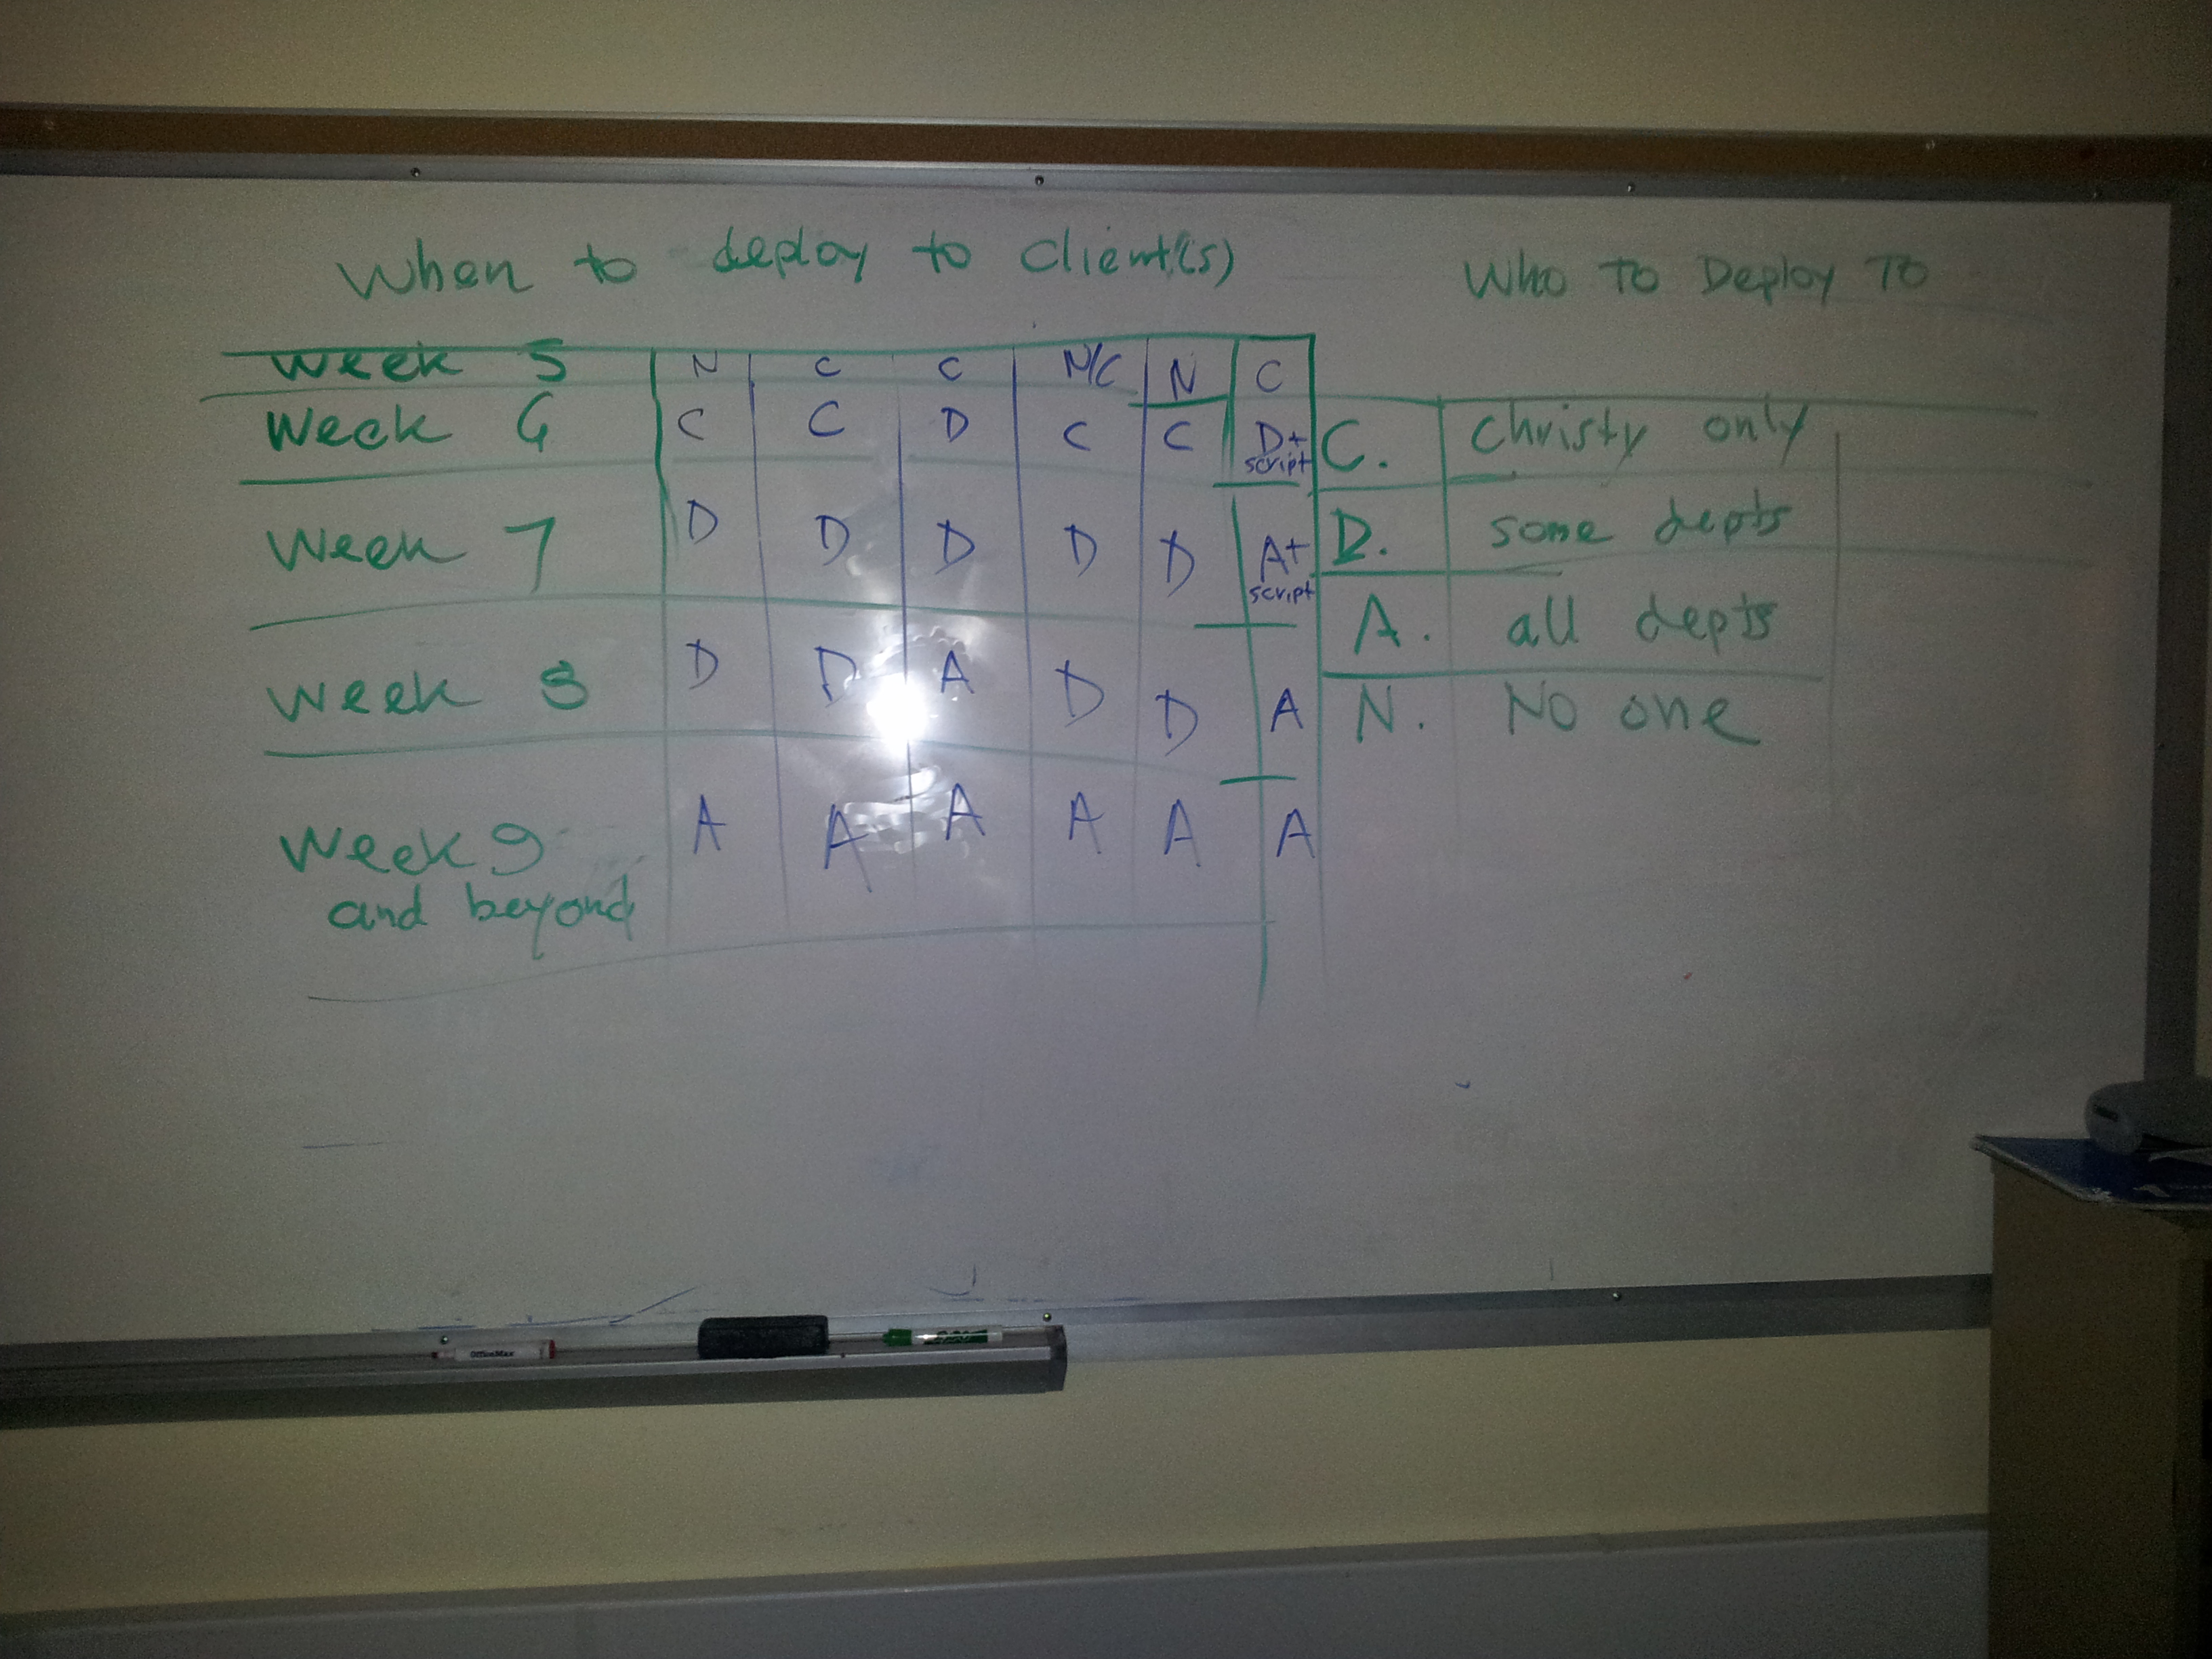 When to deploy to Client(s)
Who To Deploy To
Week 5 N C C N/C N C
Week 6 C C D C C D+ script
Week 7 D D D D D A+ script
Week 8 D D A D D A
Week 9 and beyond A A A A A A
C. Christy only
D. some depts
A. all depts
N. No one
OfficeMax